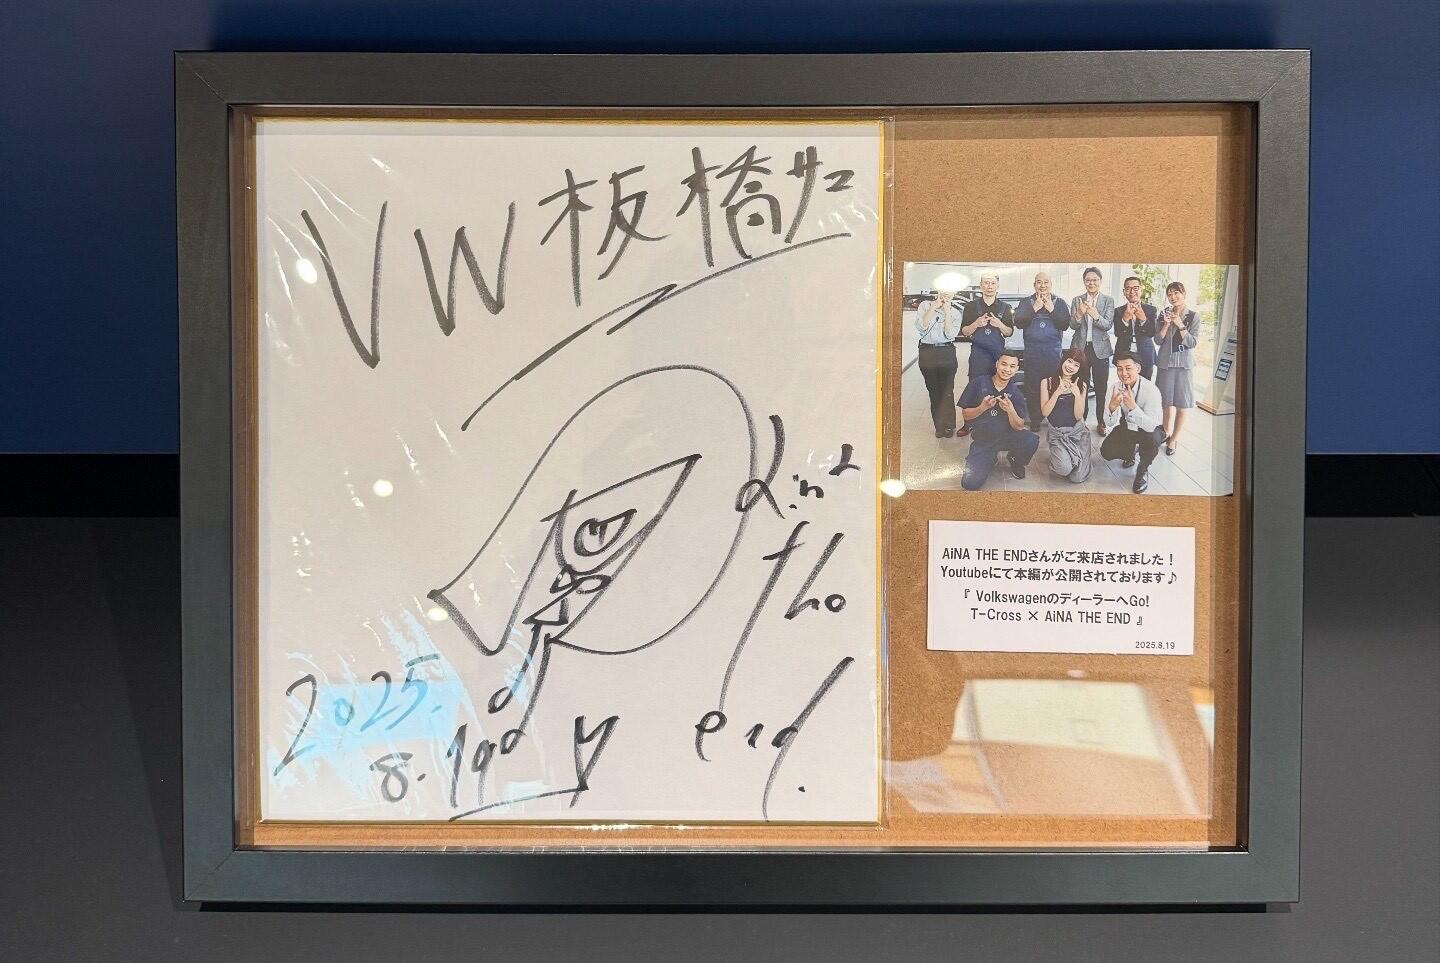 VW板橋サン
Aina
the
end.
2025.
8.19
AiNA THE ENDさんがご来店されました！
Youtubeにて本編が公開されております♪
『 VolkswagenのディーラーへGo!
T-Cross × AiNA THE END 』
2025.8.19